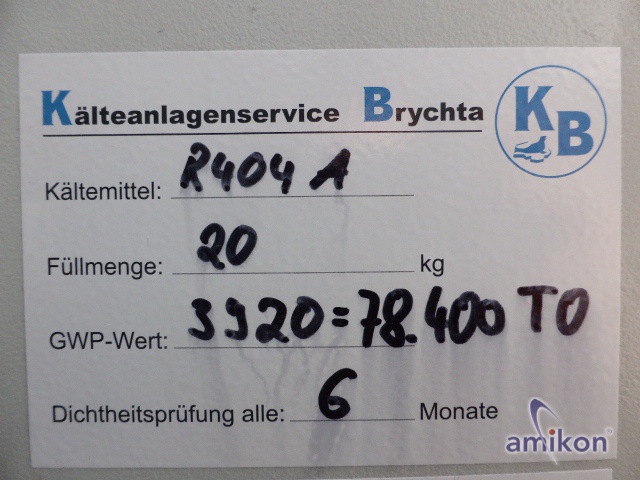 Kälteanlagenservice Brychta
KB
Kältemittel: R404 A
Füllmenge: 20 kg
GWP-Wert: 3920 = 78.400 TO
Dichtheitsprüfung alle: 6 Monate
amikon®